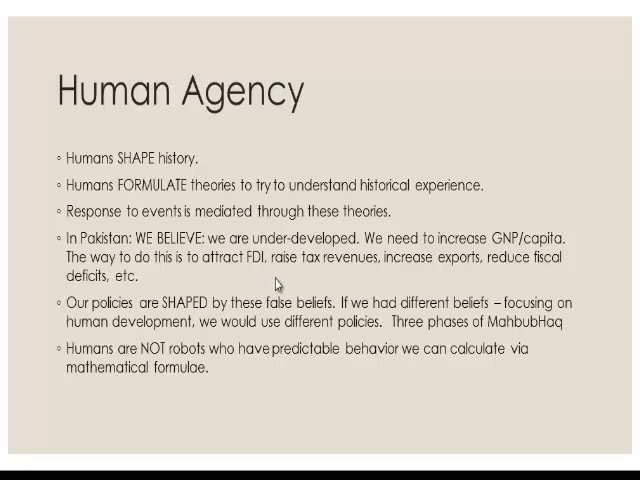 Human Agency
◦ Humans SHAPE history.
◦ Humans FORMULATE theories to try to understand historical experience.
◦ Response to events is mediated through these theories.
◦ In Pakistan: WE BELIEVE: we are under-developed. We need to increase GNP/capita.
The way to do this is to attract FDI, raise tax revenues, increase exports, reduce fiscal
deficits, etc.
◦ Our policies are SHAPED by these false beliefs. If we had different beliefs – focusing on
human development, we would use different policies. Three phases of MahbubHaq
◦ Humans are NOT robots who have predictable behavior we can calculate via
mathematical formulae.